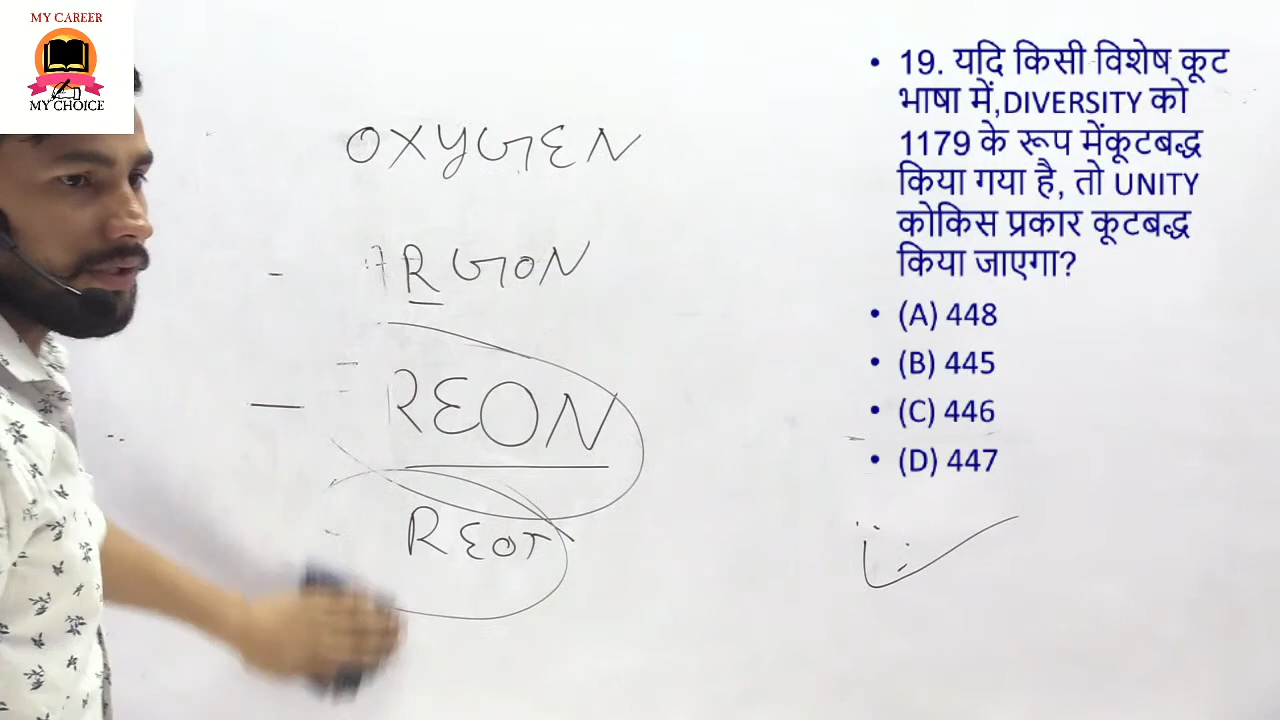 MY CAREER
MY CHOICE
OXYGEN
ARGON
REON
REOT
• 19. यदि किसी विशेष कूट
भाषा में,DIVERSITY को
1179 के रूप मेंकूटबद्ध
किया गया है, तो UNITY
कोकिस प्रकार कूटबद्ध
किया जाएगा?
• (A) 448
• (B) 445
• (C) 446
• (D) 447